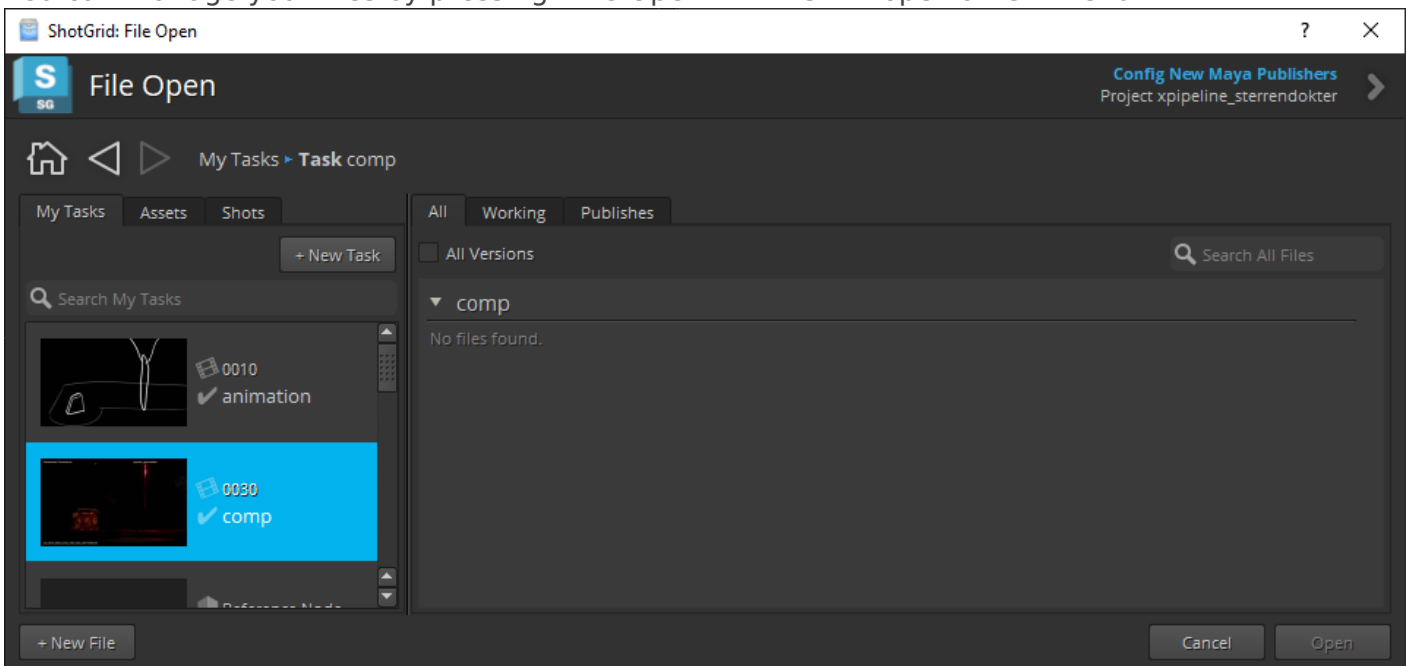 ShotGrid: File Open
?
S
SG
File Open
Config New Maya Publishers
Project xpipeline_sterrendokter
My Tasks ▸ Task comp
My Tasks Assets Shots
+ New Task
Search My Tasks
0010
animation
0030
comp
Reference Node
All Working Publishes
All Versions
Search All Files
comp
No files found.
+ New File
Cancel
Open